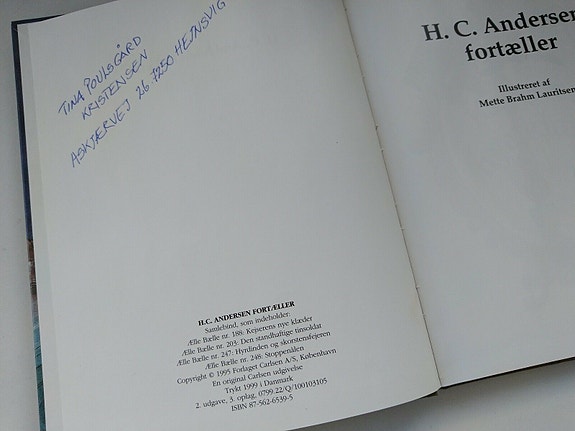 TINA POULSGÅRD
KRISTENSEN
ASKJÆRVEJ 26 7250 HEJNSVIG
H.C. ANDERSEN FORTÆLLER
Samlebind, som indeholder:
Ælle Bælle nr. 188: Kejserens nye klæder
Ælle Bælle nr. 203: Den standhaftige tinsoldat
Ælle Bælle nr. 247: Hyrdinden og skorstensfejeren
Ælle Bælle nr. 248: Stoppenålen
Copyright © 1995 Forlaget Carlsen A/S, København
En original Carlsen udgivelse
Trykt 1999 i Danmark
2. udgave, 3. oplag, 0799 22/Q/100103105
ISBN 87-562-6539-5
H. C. Andersen
fortæller
Illustreret af
Mette Brahm Lauritsen